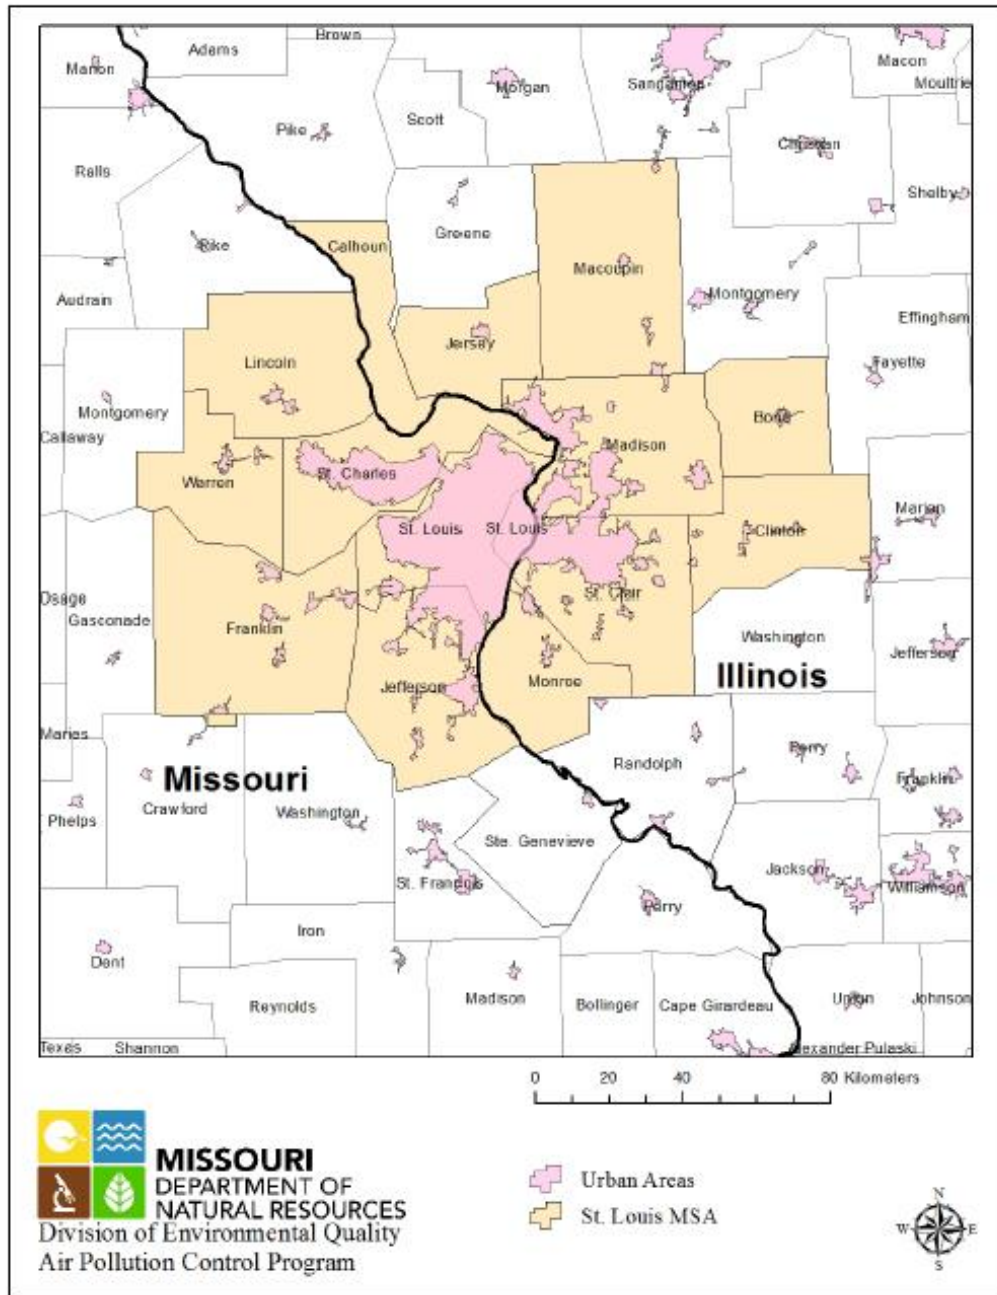 Brown
Adams
Marion
Macon
Moultrie
Morgan
Sangamon
Pike
Scott
Christian
Ralls
Shelby
Greene
Pike
Calhoun
Macoupin
Audrain
Montgomery
Effingham
Jersey
Lincoln
Fayette
Montgomery
Bond
Callaway
Madison
St. Charles
Warren
Marion
St. Louis
St. Louis
Clinton
St. Clair
Osage
Gasconade
Franklin
Washington
Jefferson
Illinois
Jefferson
Monroe
Maries
Randolph
Perry
Missouri
Franklin
Crawford
Washington
Phelps
Ste. Genevieve
Jackson
St. Francois
Williamson
Perry
Iron
Dent
Reynolds
Madison
Bollinger
Cape Girardeau
Union
Johnson
Texas
Shannon
Alexander Pulaski
0 20 40 80 Kilometers
MISSOURI
DEPARTMENT OF
NATURAL RESOURCES
Division of Environmental Quality
Air Pollution Control Program
Urban Areas
St. Louis MSA
N
W E
S